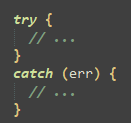 try {
  // ...
}
catch (err) {
  // ...
}